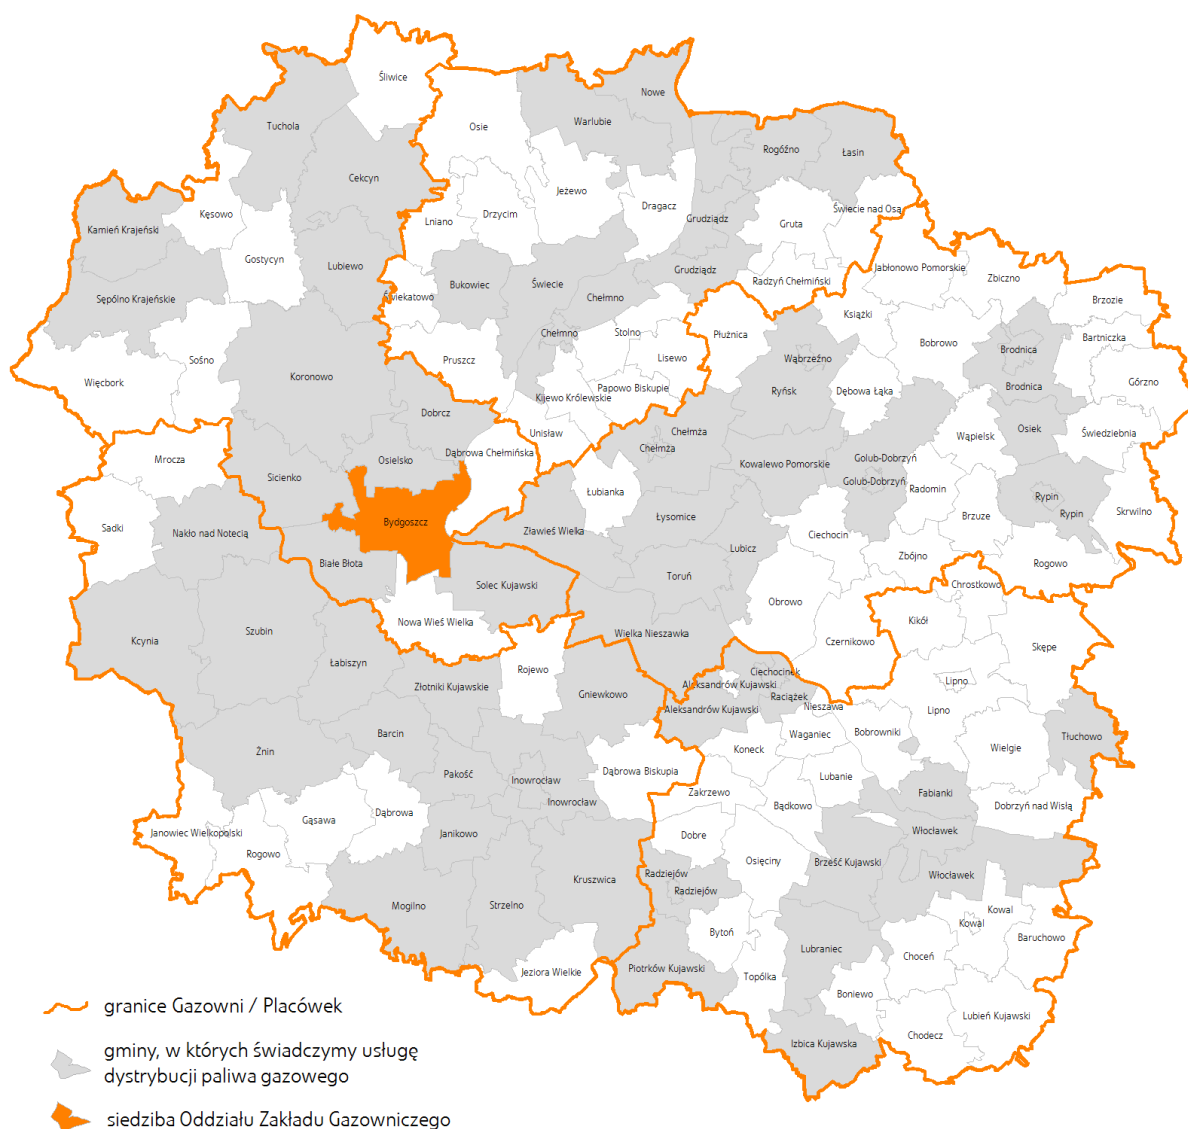 Śliwice
Nowe
Osie
Warlubie
Tuchola
Rogóźno
Łasin
Cekcyn
Jeżewo
Dragacz
Świecie nad Osą
Kęsowo
Lniano
Drzycim
Grudziądz
Gruta
Kamień Krajeński
Gostycyn
Lubiewo
Grudziądz
Jabłonowo Pomorskie
Zbiczno
Radzyń Chełmiński
Bukowiec
Świecie
Sępólno Krajeńskie
Świekatowo
Chełmno
Brzozie
Książki
Płużnica
Chełmno
Stolno
Bartniczka
Bobrowo
Brodnica
Sośno
Pruszcz
Lisewo
Wąbrzeźno
Koronowo
Więcbork
Górzno
Papowo Biskupie
Brodnica
Ryńsk
Dębowa Łąka
Kijewo Królewskie
Dobrcz
Osiek
Unisław
Chełmża
Świedziebnia
Wąpielsk
Dąbrowa Chełmińska
Chełmża
Mrocza
Osielsko
Golub-Dobrzyń
Kowalewo Pomorskie
Sicienko
Golub-Dobrzyń
Łubianka
Radomin
Rypin
Skrwilno
Rypin
Łysomice
Brzuze
Sadki
Bydgoszcz
Nakło nad Notecią
Zławieś Wielka
Ciechocin
Lubicz
Zbójno
Białe Błota
Rogowo
Toruń
Solec Kujawski
Chrostkowo
Obrowo
Nowa Wieś Wielka
Kikół
Szubin
Wielka Nieszawka
Kcynia
Czernikowo
Skępe
Łabiszyn
Rojewo
Ciechocinek
Lipno
Złotniki Kujawskie
Aleksandrów Kujawski
Gniewkowo
Raciążek
Nieszawa
Aleksandrów Kujawski
Lipno
Barcin
Waganiec
Bobrowniki
Tłuchowo
Żnin
Koneck
Wielgie
Pakość
Dąbrowa Biskupia
Inowrocław
Lubanie
Zakrzewo
Fabianki
Inowrocław
Bądkowo
Dobrzyń nad Wisłą
Dąbrowa
Gąsawa
Janowiec Wielkopolski
Janikowo
Dobre
Włocławek
Rogowo
Osięciny
Brześć Kujawski
Radziejów
Włocławek
Kruszwica
Radziejów
Mogilno
Strzelno
Kowal
Kowal
Bytoń
Baruchowo
Lubraniec
Choceń
Piotrków Kujawski
Jeziora Wielkie
Topólka
Boniewo
Lubień Kujawski
Chodecz
Izbica Kujawska
granice Gazowni / Placówek
gminy, w których świadczymy usługę
dystrybucji paliwa gazowego
siedziba Oddziału Zakładu Gazowniczego